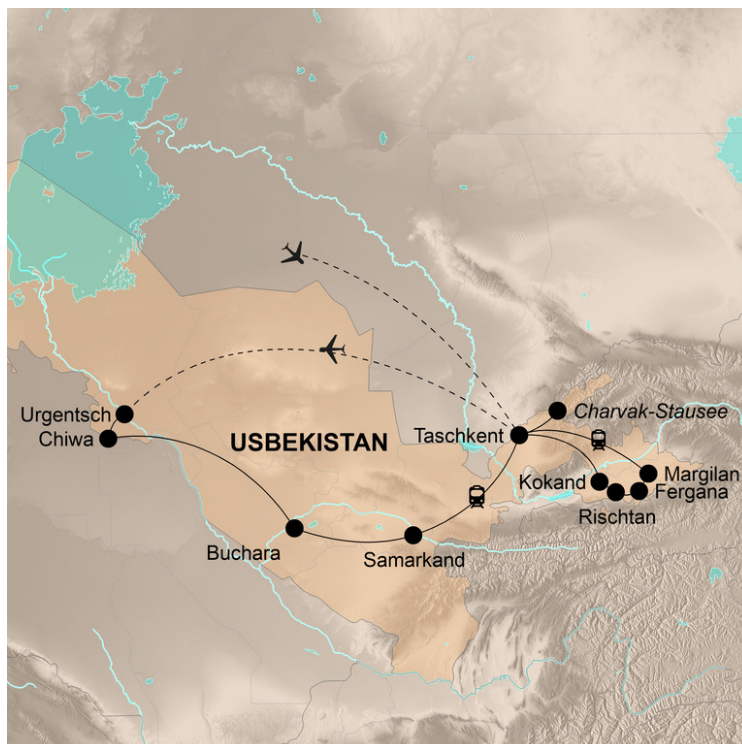 Urgentsch
Chiwa
USBEKISTAN
Taschkent
Charvak-Stausee
Kokand
Margilan
Fergana
Rischtan
Buchara
Samarkand